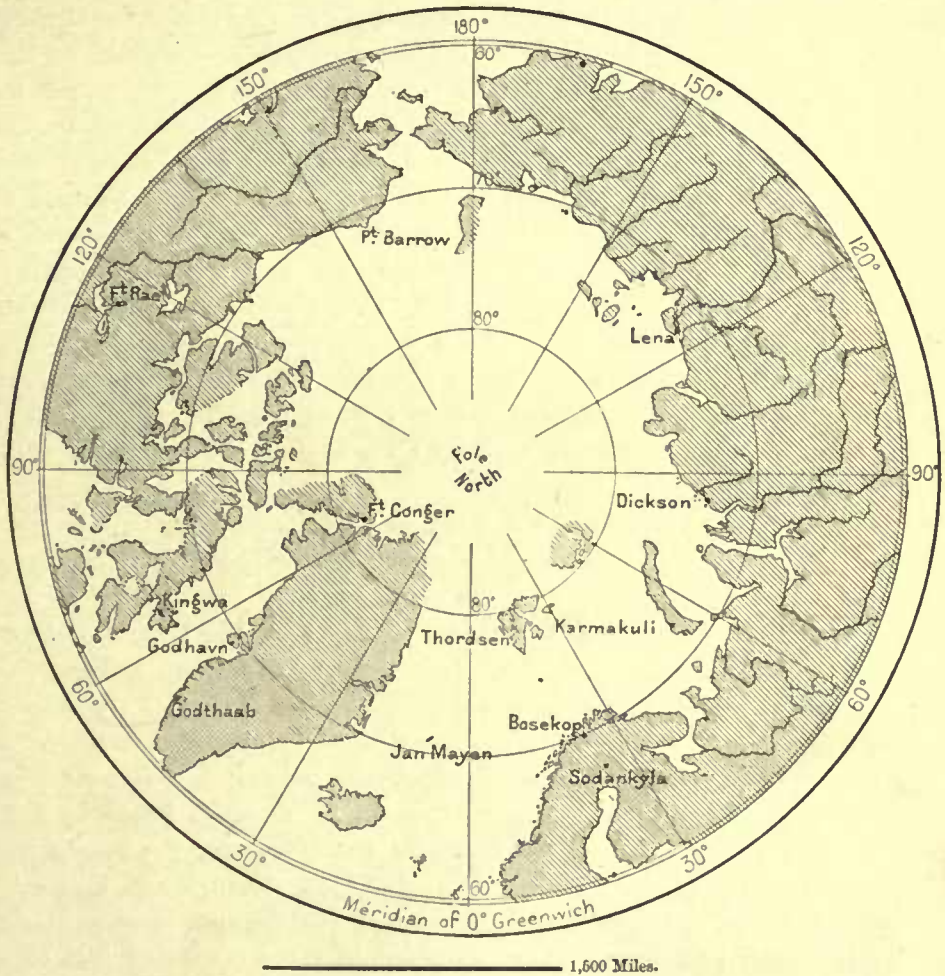 180°
150°
60°
150°
70°
120°
Pt. Barrow
120°
Ft Rae
80°
Lena
90°
Pole
North
90°
Ft. Conger
Dickson
Kingwa
80°
Karmakuli
Thordsen
Godhavn
60°
60°
Godthaab
Bosekop
Jan Mayen
Sodankyla
30°
30°
60°
Méridian of 0° Greenwich
1,500 Miles.